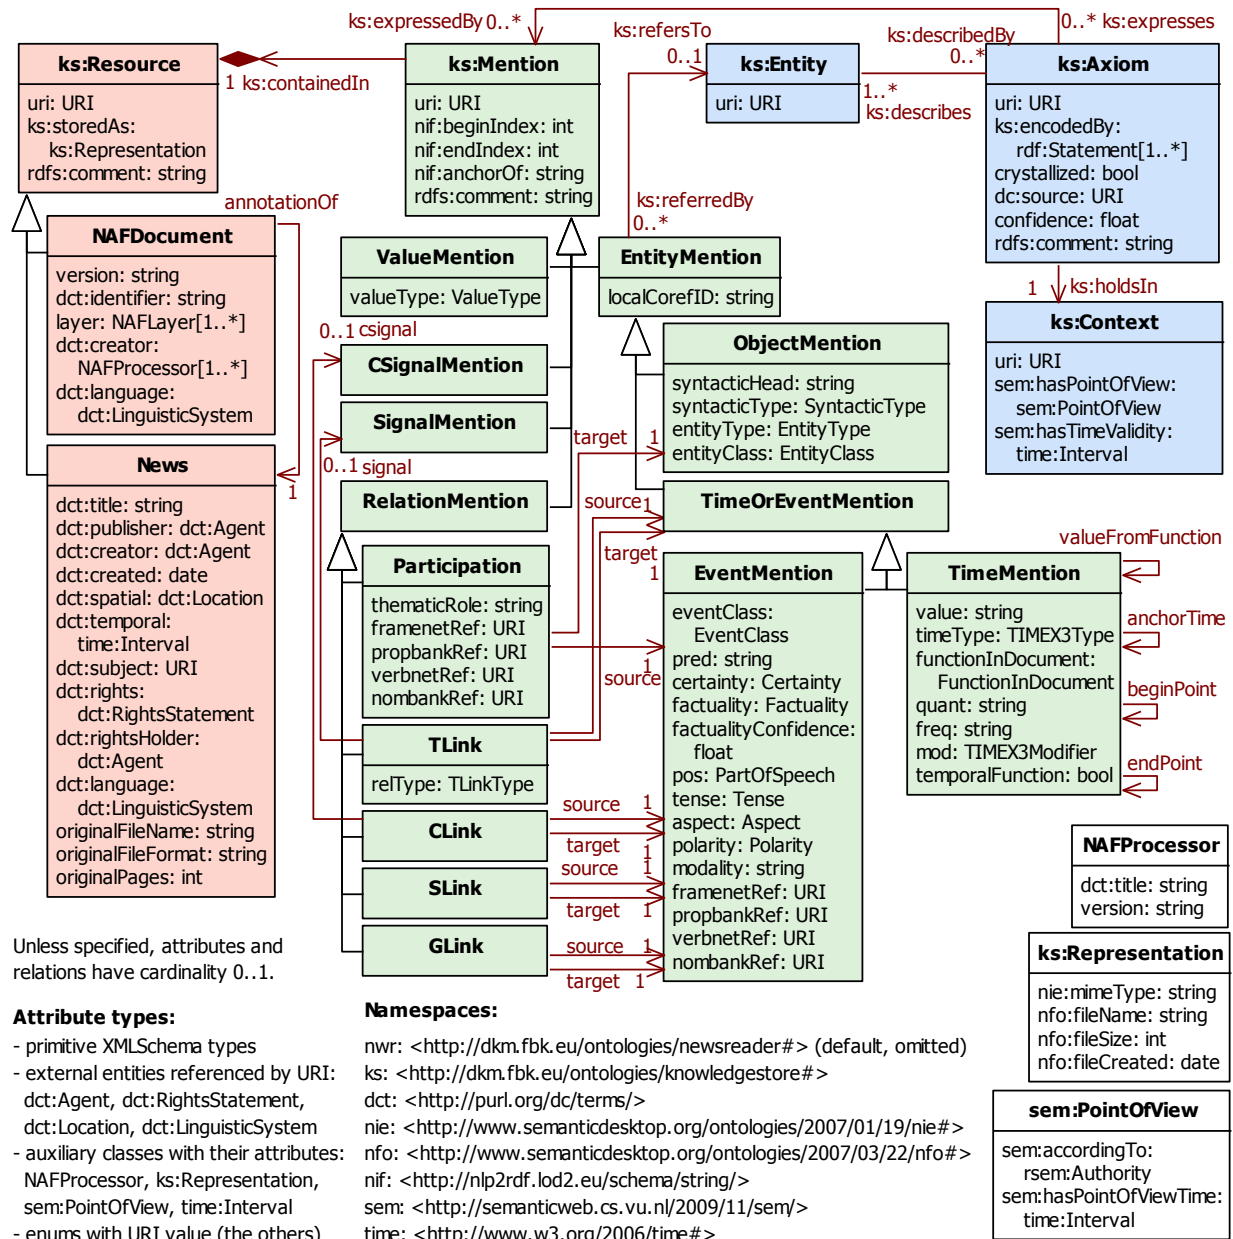 ks:expressedBy 0..*
0..* ks:expresses
ks:Resource
1 ks:containedIn
uri: URI
ks:storedAs:
ks:Representation
rdfs:comment: string
ks:Mention
uri: URI
nif:beginIndex: int
nif:endIndex: int
nif:anchorOf: string
rdfs:comment: string
ks:refersTo
0..1
ks:Entity
uri: URI
ks:describedBy
0..*
1..*
ks:describes
ks:Axiom
uri: URI
ks:encodedBy:
rdf:Statement[1..*]
crystallized: bool
dc:source: URI
confidence: float
rdfs:comment: string
1 ks:holdsIn
ks:Context
uri: URI
sem:hasPointOfView:
sem:PointOfView
sem:hasTimeValidity:
time:Interval
annotationOf
1
NAFDocument
version: string
dct:identifier: string
layer: NAFLayer[1..*]
dct:creator:
NAFProcessor[1..*]
dct:language:
dct:LinguisticSystem
News
dct:title: string
dct:publisher: dct:Agent
dct:creator: dct:Agent
dct:created: date
dct:spatial: dct:Location
dct:temporal:
time:Interval
dct:subject: URI
dct:rights:
dct:RightsStatement
dct:rightsHolder:
dct:Agent
dct:language:
dct:LinguisticSystem
originalFileName: string
originalFileFormat: string
originalPages: int
ks:referredBy
0..*
ValueMention
valueType: ValueType
EntityMention
localCorefID: string
0..1 csignal
CSignalMention
SignalMention
0..1 signal
RelationMention
ObjectMention
syntacticHead: string
syntacticType: SyntacticType
entityType: EntityType
entityClass: EntityClass
target 1
source 1
TimeOrEventMention
target
1
Participation
thematicRole: string
framenetRef: URI
propbankRef: URI
verbnetRef: URI
nombankRef: URI
1
source
TLink
relType: TLinkType
CLink
source 1
target 1
SLink
source 1
target 1
GLink
source 1
target 1
EventMention
eventClass:
EventClass
pred: string
certainty: Certainty
factuality: Factuality
factualityConfidence:
float
pos: PartOfSpeech
tense: Tense
aspect: Aspect
polarity: Polarity
modality: string
framenetRef: URI
propbankRef: URI
verbnetRef: URI
nombankRef: URI
TimeMention
value: string
timeType: TIMEX3Type
functionInDocument:
FunctionInDocument
quant: string
freq: string
mod: TIMEX3Modifier
temporalFunction: bool
valueFromFunction
anchorTime
beginPoint
endPoint
NAFProcessor
dct:title: string
version: string
ks:Representation
nie:mimeType: string
nfo:fileName: string
nfo:fileSize: int
nfo:fileCreated: date
sem:PointOfView
sem:accordingTo:
rsem:Authority
sem:hasPointOfViewTime:
time:Interval
Unless specified, attributes and
relations have cardinality 0..1.
Attribute types:
- primitive XMLSchema types
- external entities referenced by URI:
dct:Agent, dct:RightsStatement,
dct:Location, dct:LinguisticSystem
- auxiliary classes with their attributes:
NAFProcessor, ks:Representation,
sem:PointOfView, time:Interval
- enums with URI value (the others)
Namespaces:
nwr: <http://dkm.fbk.eu/ontologies/newsreader#> (default, omitted)
ks: <http://dkm.fbk.eu/ontologies/knowledgestore#>
dct: <http://purl.org/dc/terms/>
nie: <http://www.semanticdesktop.org/ontologies/2007/01/19/nie#>
nfo: <http://www.semanticdesktop.org/ontologies/2007/03/22/nfo#>
nif: <http://nlp2rdf.lod2.eu/schema/string/>
sem: <http://semanticweb.cs.vu.nl/2009/11/sem/>
time: <http://www.w3.org/2006/time#>